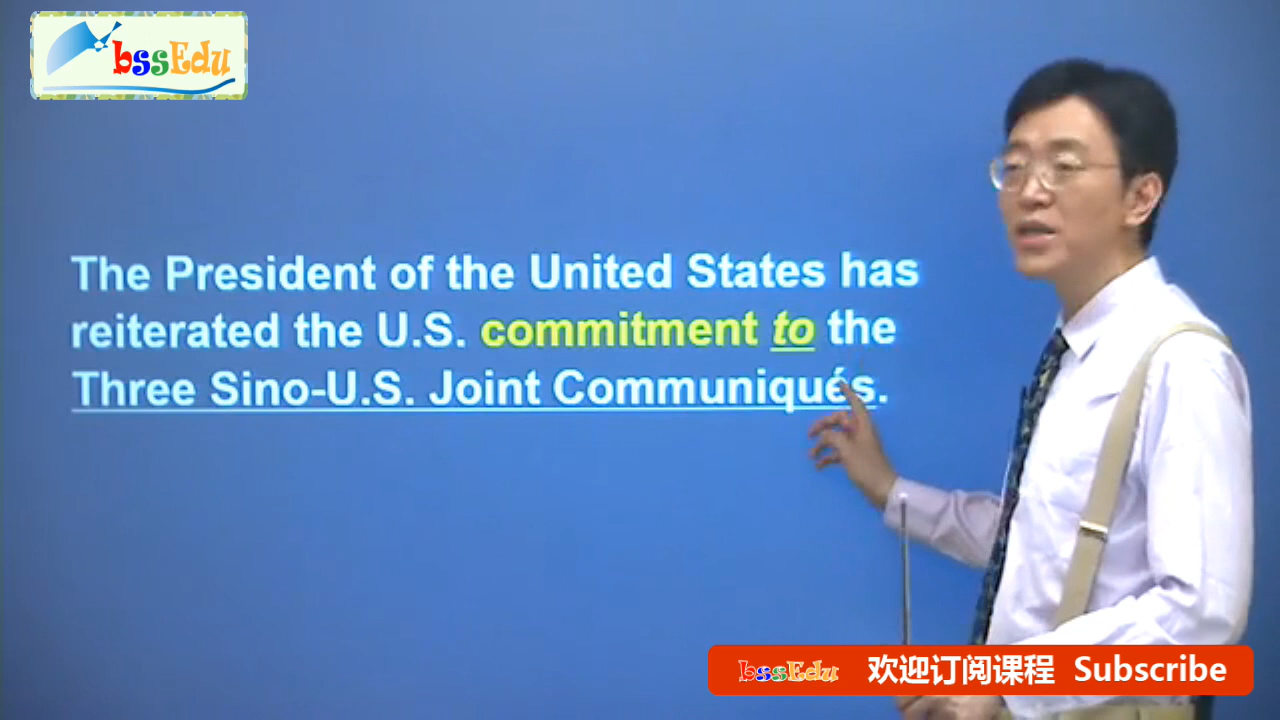 bssEdu
The President of the United States has
reiterated the U.S. commitment to the
Three Sino-U.S. Joint Communiqués.
bssEdu 欢迎订阅课程 Subscribe